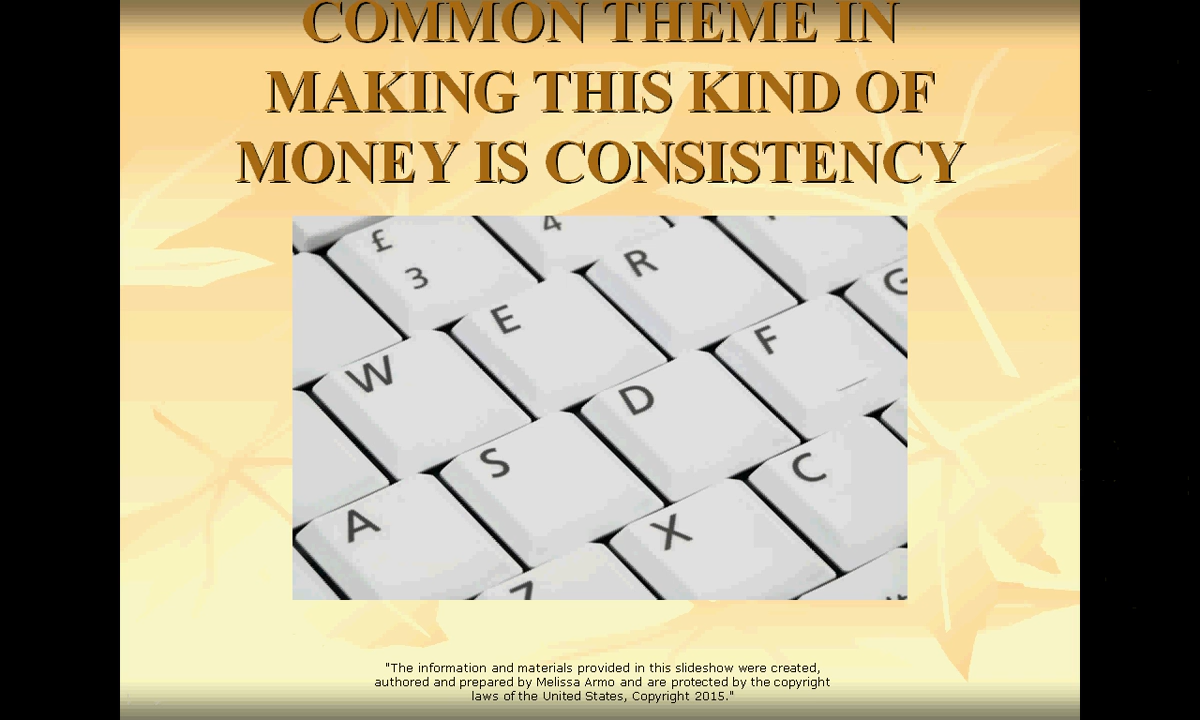 COMMON THEME IN
MAKING THIS KIND OF
MONEY IS CONSISTENCY
£ 4
3 R G
E F
W D
S C
A X
Z
"The information and materials provided in this slideshow were created,
authored and prepared by Melissa Armo and are protected by the copyright
laws of the United States, Copyright 2015."